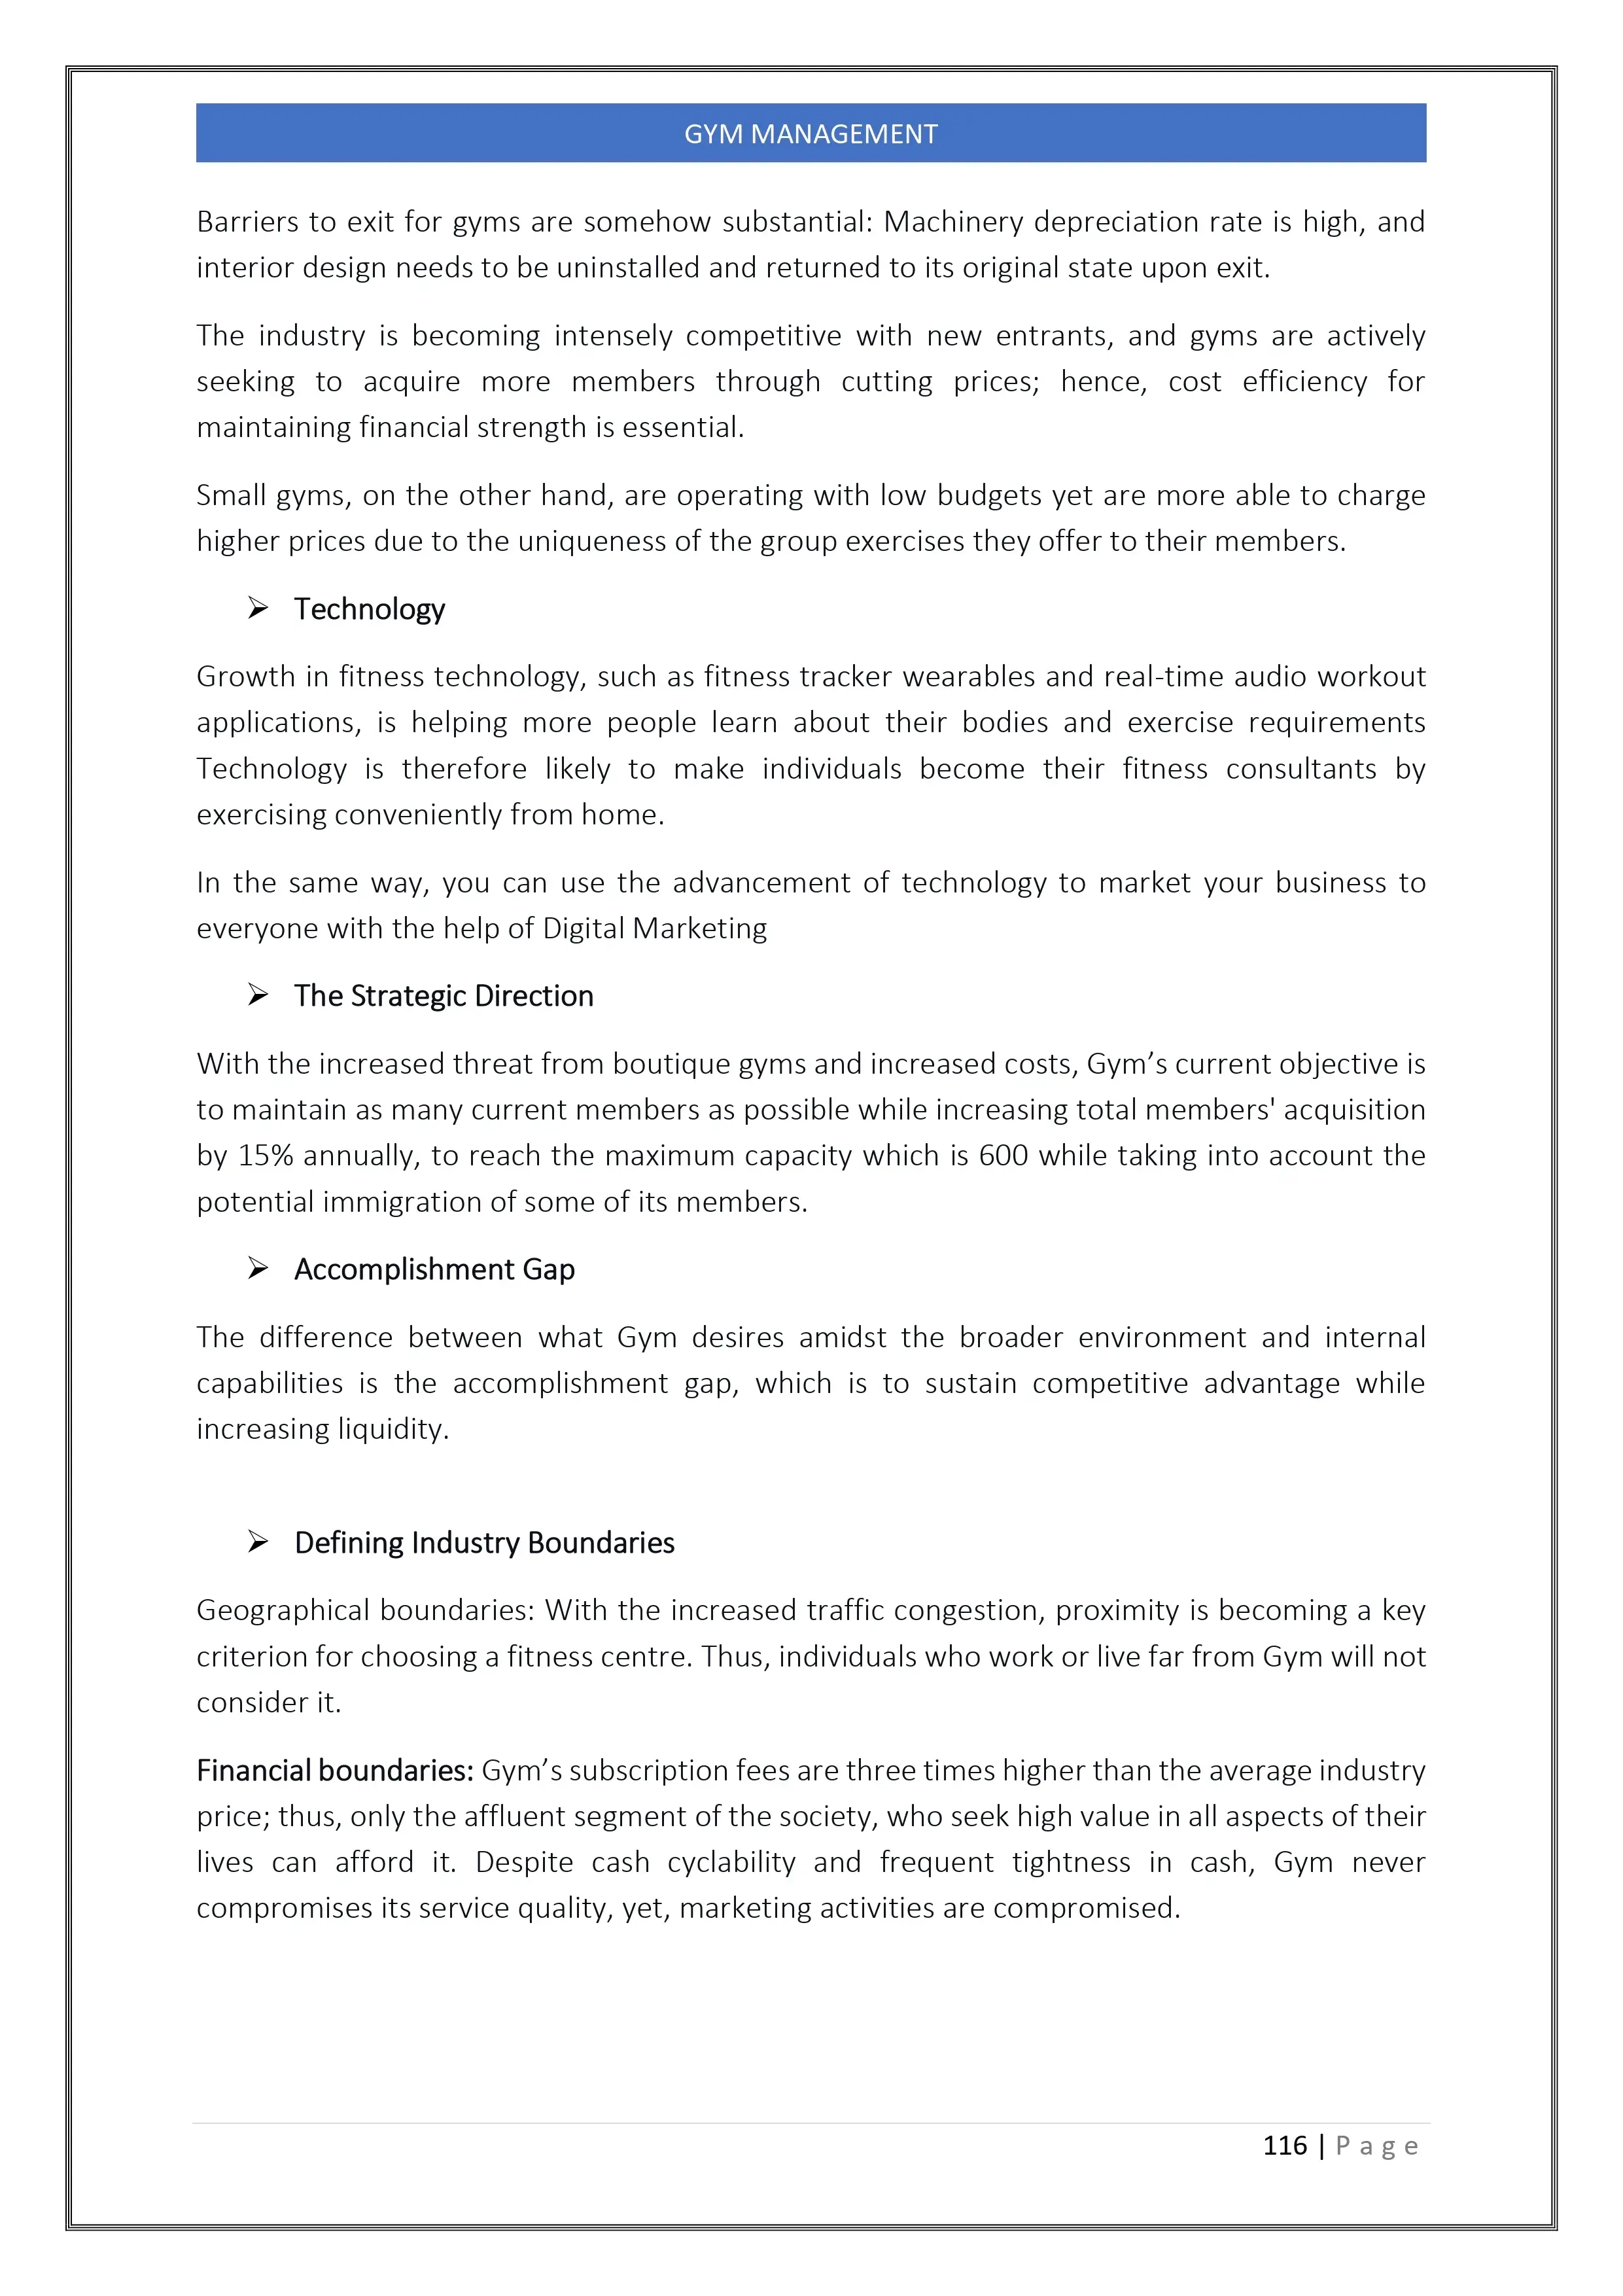 GYM MANAGEMENT
Barriers to exit for gyms are somehow substantial: Machinery depreciation rate is high, and
interior design needs to be uninstalled and returned to its original state upon exit.
The industry is becoming intensely competitive with new entrants, and gyms are actively
seeking to acquire more members through cutting prices; hence, cost efficiency for
maintaining financial strength is essential.
Small gyms, on the other hand, are operating with low budgets yet are more able to charge
higher prices due to the uniqueness of the group exercises they offer to their members.
➢ Technology
Growth in fitness technology, such as fitness tracker wearables and real-time audio workout
applications, is helping more people learn about their bodies and exercise requirements
Technology is therefore likely to make individuals become their fitness consultants by
exercising conveniently from home.
In the same way, you can use the advancement of technology to market your business to
everyone with the help of Digital Marketing
➢ The Strategic Direction
With the increased threat from boutique gyms and increased costs, Gym’s current objective is
to maintain as many current members as possible while increasing total members' acquisition
by 15% annually, to reach the maximum capacity which is 600 while taking into account the
potential immigration of some of its members.
➢ Accomplishment Gap
The difference between what Gym desires amidst the broader environment and internal
capabilities is the accomplishment gap, which is to sustain competitive advantage while
increasing liquidity.
➢ Defining Industry Boundaries
Geographical boundaries: With the increased traffic congestion, proximity is becoming a key
criterion for choosing a fitness centre. Thus, individuals who work or live far from Gym will not
consider it.
Financial boundaries: Gym’s subscription fees are three times higher than the average industry
price; thus, only the affluent segment of the society, who seek high value in all aspects of their
lives can afford it. Despite cash cyclability and frequent tightness in cash, Gym never
compromises its service quality, yet, marketing activities are compromised.
116 | Page